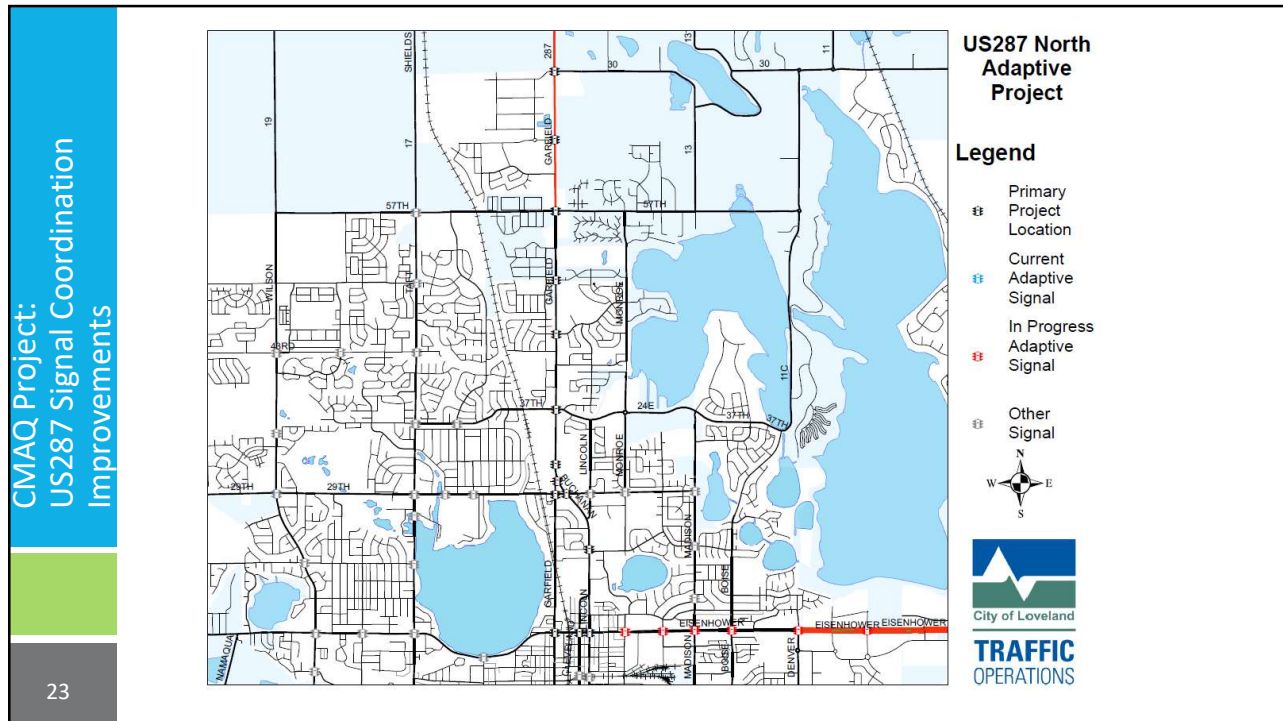 CMAQ Project:
US287 Signal Coordination
Improvements
23
US287 North
Adaptive
Project
Legend
Primary
Project
Location
Current
Adaptive
Signal
In Progress
Adaptive
Signal
Other
Signal
N
W
E
S
City of Loveland
TRAFFIC
OPERATIONS
SHIELDS
287
13
11
30
30
19
17
GARFIELD
13
57TH
57TH
WILSON
TAFT
GARFIELD
MONROE
43RD
11C
37TH
24E
37TH
37TH
LINCOLN
MONROE
29TH
29TH
BUCHANAN
MADISON
BOISE
GARFIELD
LINCOLN
EISENHOWER
EISENHOWER
EISENHOWER
NAMAQUA
CLEVELAND
MADISON
BOISE
DENVER